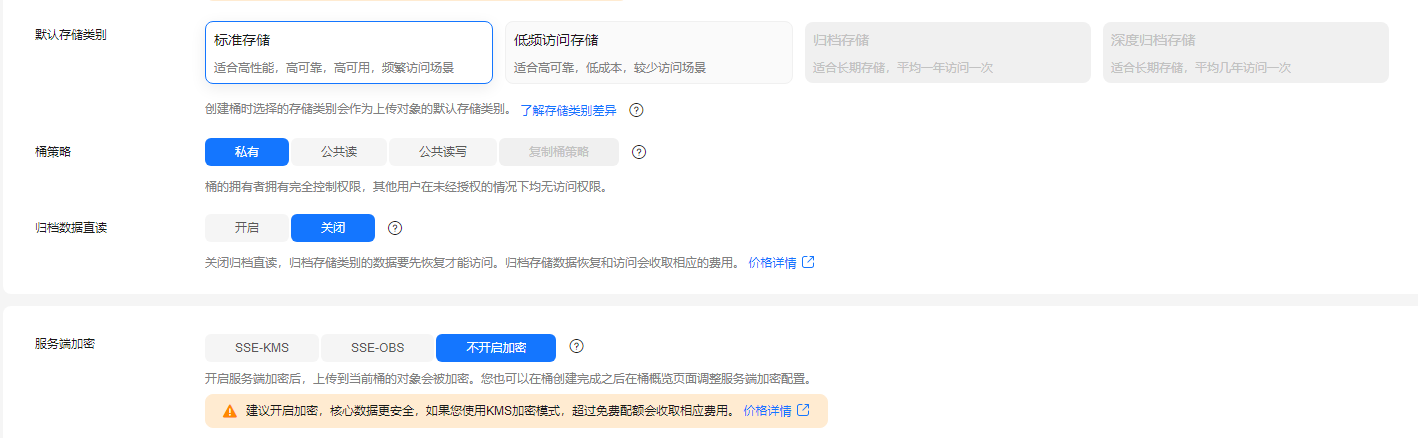 默认存储类别
标准存储
适合高性能，高可靠，高可用，频繁访问场景
低频访问存储
适合高可靠，低成本，较少访问场景
归档存储
适合长期存储，平均一年访问一次
深度归档存储
适合长期存储，平均几年访问一次
创建桶时选择的存储类别会作为上传对象的默认存储类别。 了解存储类别差异 ?
桶策略 私有 公共读 公共读写 复制桶策略 ?
桶的拥有者拥有完全控制权限，其他用户在未经授权的情况下均无访问权限。
归档数据直读 开启 关闭 ?
关闭归档直读，归档存储类别的数据要先恢复才能访问。归档存储数据恢复和访问会收取相应的费用。 价格详情
服务端加密 SSE-KMS SSE-OBS 不开启加密 ?
开启服务端加密后，上传到当前桶的对象会被加密。您也可以在桶创建完成之后在桶概览页面调整服务端加密配置。
建议开启加密，核心数据更安全，如果您使用KMS加密模式，超过免费配额会收取相应费用。 价格详情